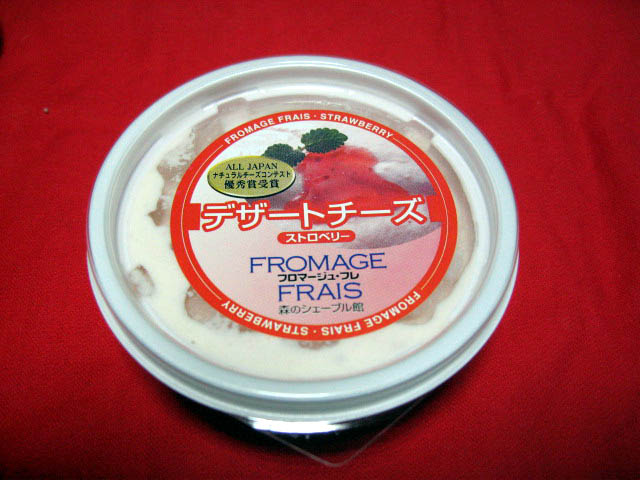 FROMAGE FRAIS・STRAWBERRY
ALL JAPAN
ナチュラルチーズコンテスト
優秀賞受賞
デザートチーズ
ストロベリー
FROMAGE
フロマージュ・フレ
FRAIS
森のシェーブル館
FROMAGE FRAIS・STRAWBERRY